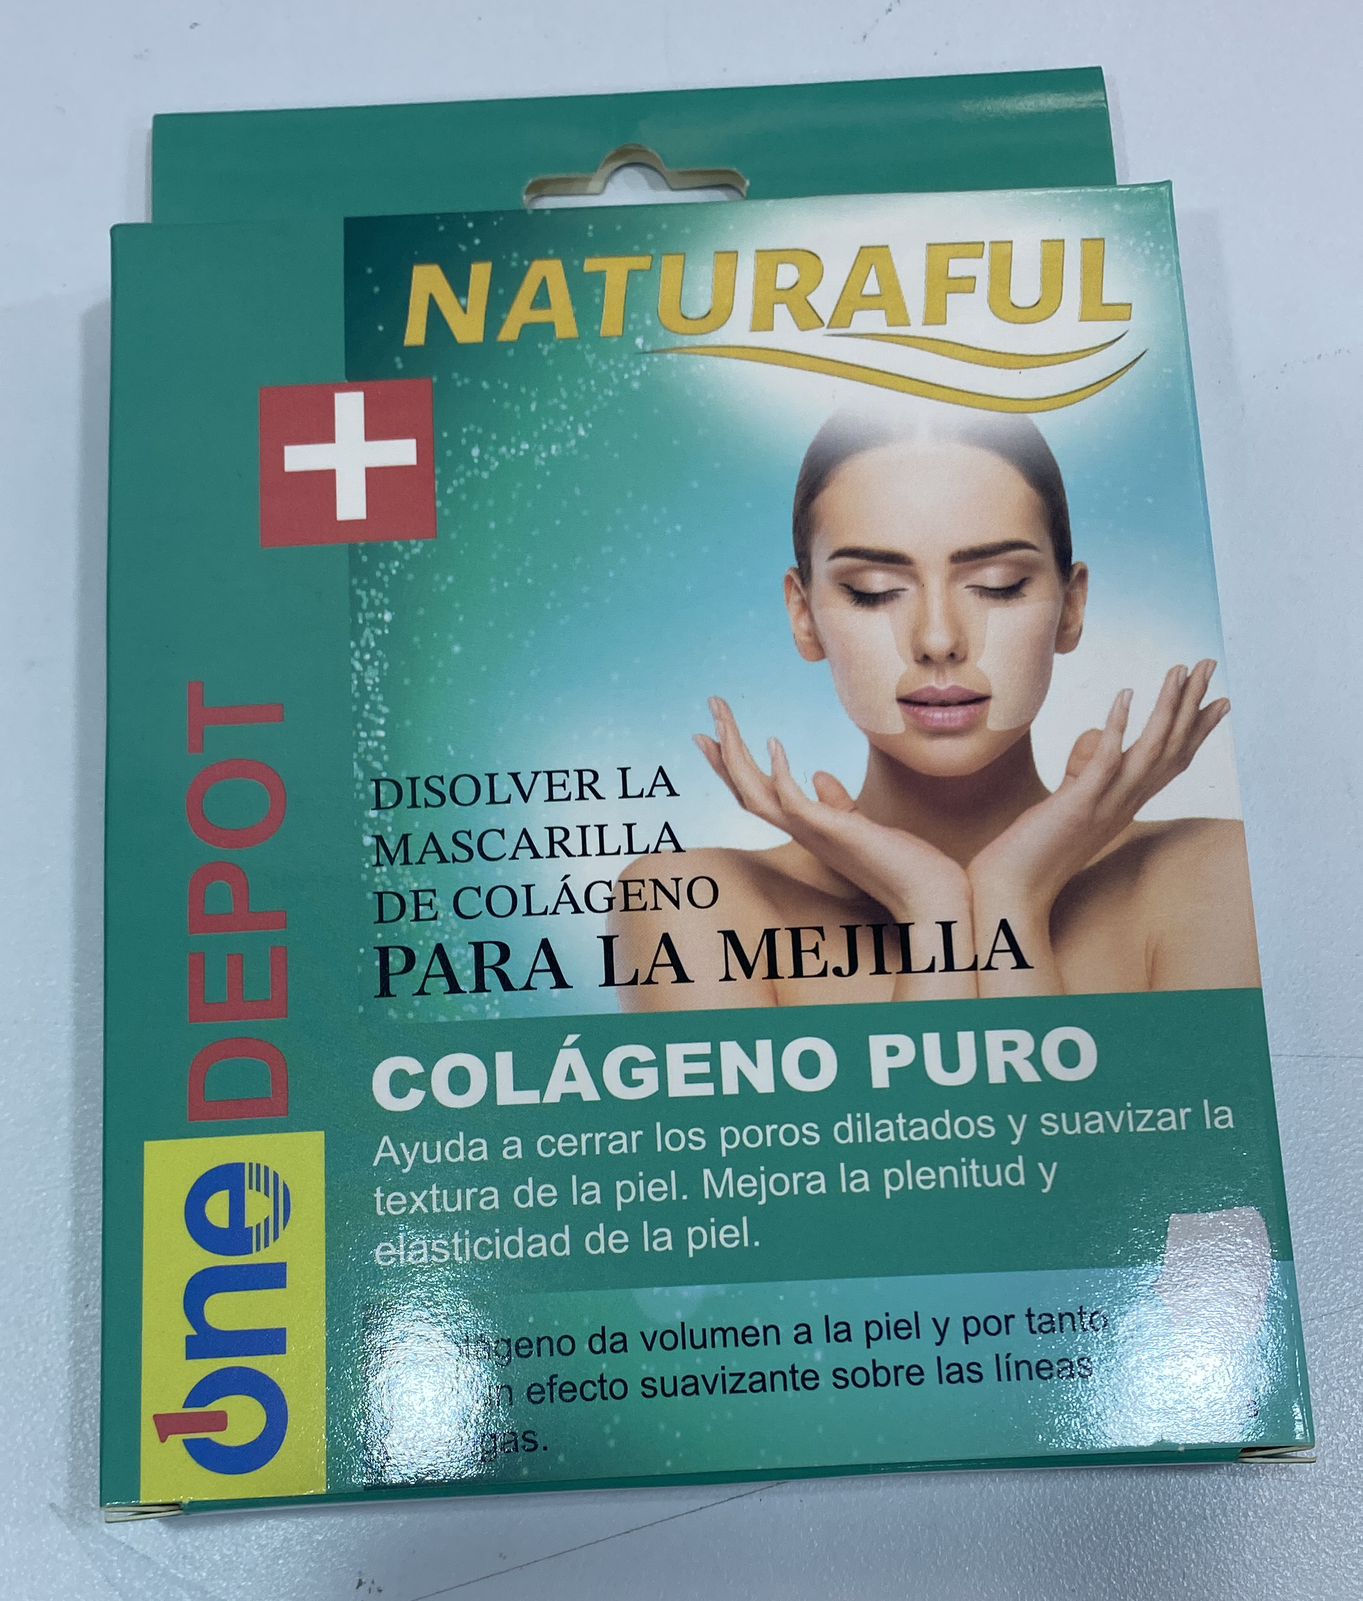 NATURAFUL
DISOLVER LA
MASCARILLA
DE COLÁGENO
PARA LA MEJILLA
COLÁGENO PURO
Ayuda a cerrar los poros dilatados y suavizar la
textura de la piel. Mejora la plenitud y
elasticidad de la piel.
da volumen a la piel y por tanto
efecto suavizante sobre las líneas
One DEPOT